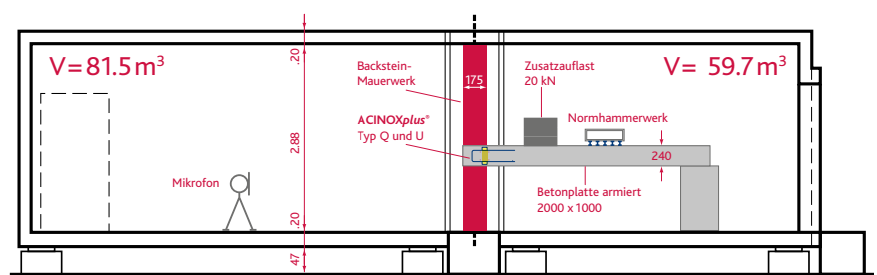 V= 81.5 m³
V= 59.7 m³
.20
Backstein-
Mauerwerk
175
Zusatzauflast
20 kN
ACINOXplus®
Typ Q und U
Normhammerwerk
2.88
240
Mikrofon
Betonplatte armiert
2000 x 1000
.20
47